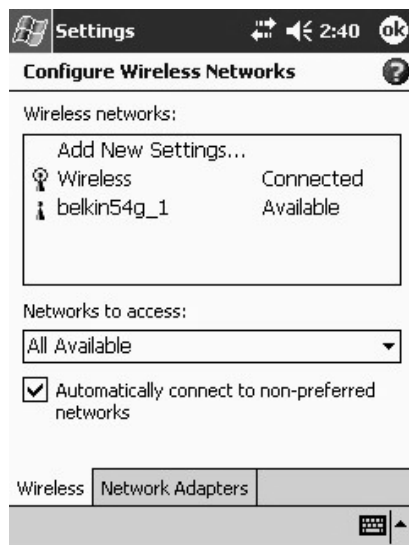 Settings 2:40 ok
Configure Wireless Networks ?
Wireless networks:
Add New Settings...
Wireless Connected
belkin54g_1 Available
Networks to access:
All Available
Automatically connect to non-preferred
networks
Wireless Network Adapters